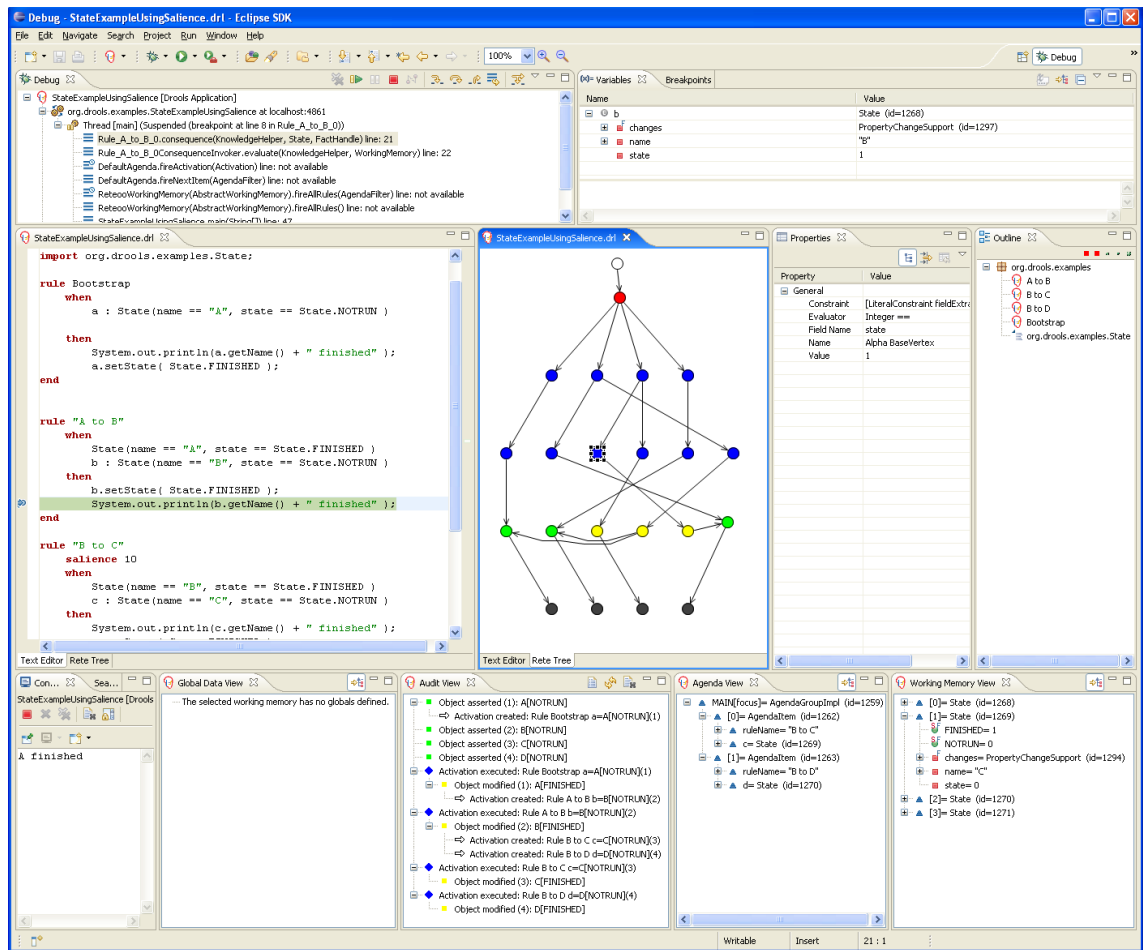 Debug - StateExampleUsingSalience.drl - Eclipse SDK
File Edit Navigate Search Project Run Window Help
100%
Debug
»
Debug
StateExampleUsingSalience [Drools Application]
org.drools.examples.StateExampleUsingSalience at localhost:4861
Thread [main] (Suspended (breakpoint at line 8 in Rule_A_to_B_0))
Rule_A_to_B_0.consequence(KnowledgeHelper, State, FactHandle) line: 21
Rule_A_to_B_0ConsequenceInvoker.evaluate(KnowledgeHelper, WorkingMemory) line: 22
DefaultAgenda.fireActivation(Activation) line: not available
DefaultAgenda.fireNextItem(AgendaFilter) line: not available
ReteooWorkingMemory(AbstractWorkingMemory).fireAllRules(AgendaFilter) line: not available
ReteooWorkingMemory(AbstractWorkingMemory).fireAllRules() line: not available
StateExampleUsingSalience.main(String[]) line: 47
(x)= Variables Breakpoints
Name Value
b State (id=1268)
changes PropertyChangeSupport (id=1297)
name "B"
state 1
StateExampleUsingSalience.drl
import org.drools.examples.State;
rule Bootstrap
when
a : State(name == "A", state == State.NOTRUN )
then
System.out.println(a.getName() + " finished" );
a.setState( State.FINISHED );
end
rule "A to B"
when
State(name == "A", state == State.FINISHED )
b : State(name == "B", state == State.NOTRUN )
then
b.setState( State.FINISHED );
System.out.println(b.getName() + " finished" );
end
rule "B to C"
salience 10
when
State(name == "B", state == State.FINISHED )
c : State(name == "C", state == State.NOTRUN )
then
System.out.println(c.getName() + " finished" );
Text Editor Rete Tree
StateExampleUsingSalience.drl
Text Editor Rete Tree
Properties
Property Value
General
Constraint [LiteralConstraint fieldExtra
Evaluator Integer ==
Field Name state
Name Alpha BaseVertex
Value 1
Outline
org.drools.examples
A to B
B to C
B to D
Bootstrap
org.drools.examples.State
Con... Sea...
StateExampleUsingSalience [Drools
A finished
Global Data View
The selected working memory has no globals defined.
Audit View
Object asserted (1): A[NOTRUN]
Activation created: Rule Bootstrap a=A[NOTRUN](1)
Object asserted (2): B[NOTRUN]
Object asserted (3): C[NOTRUN]
Object asserted (4): D[NOTRUN]
Activation executed: Rule Bootstrap a=A[NOTRUN](1)
Object modified (1): A[FINISHED]
Activation created: Rule A to B b=B[NOTRUN](2)
Activation executed: Rule A to B b=B[NOTRUN](2)
Object modified (2): B[FINISHED]
Activation created: Rule B to C c=C[NOTRUN](3)
Activation created: Rule B to D d=D[NOTRUN](4)
Activation executed: Rule B to C c=C[NOTRUN](3)
Object modified (3): C[FINISHED]
Activation executed: Rule B to D d=D[NOTRUN](4)
Object modified (4): D[FINISHED]
Agenda View
MAIN[focus]= AgendaGroupImpl (id=1259)
[0]= AgendaItem (id=1262)
ruleName= "B to C"
c= State (id=1269)
[1]= AgendaItem (id=1263)
ruleName= "B to D"
d= State (id=1270)
Working Memory View
[0]= State (id=1268)
[1]= State (id=1269)
FINISHED= 1
NOTRUN= 0
changes= PropertyChangeSupport (id=1294)
name= "C"
state= 0
[2]= State (id=1270)
[3]= State (id=1271)
Writable Insert 21 : 1